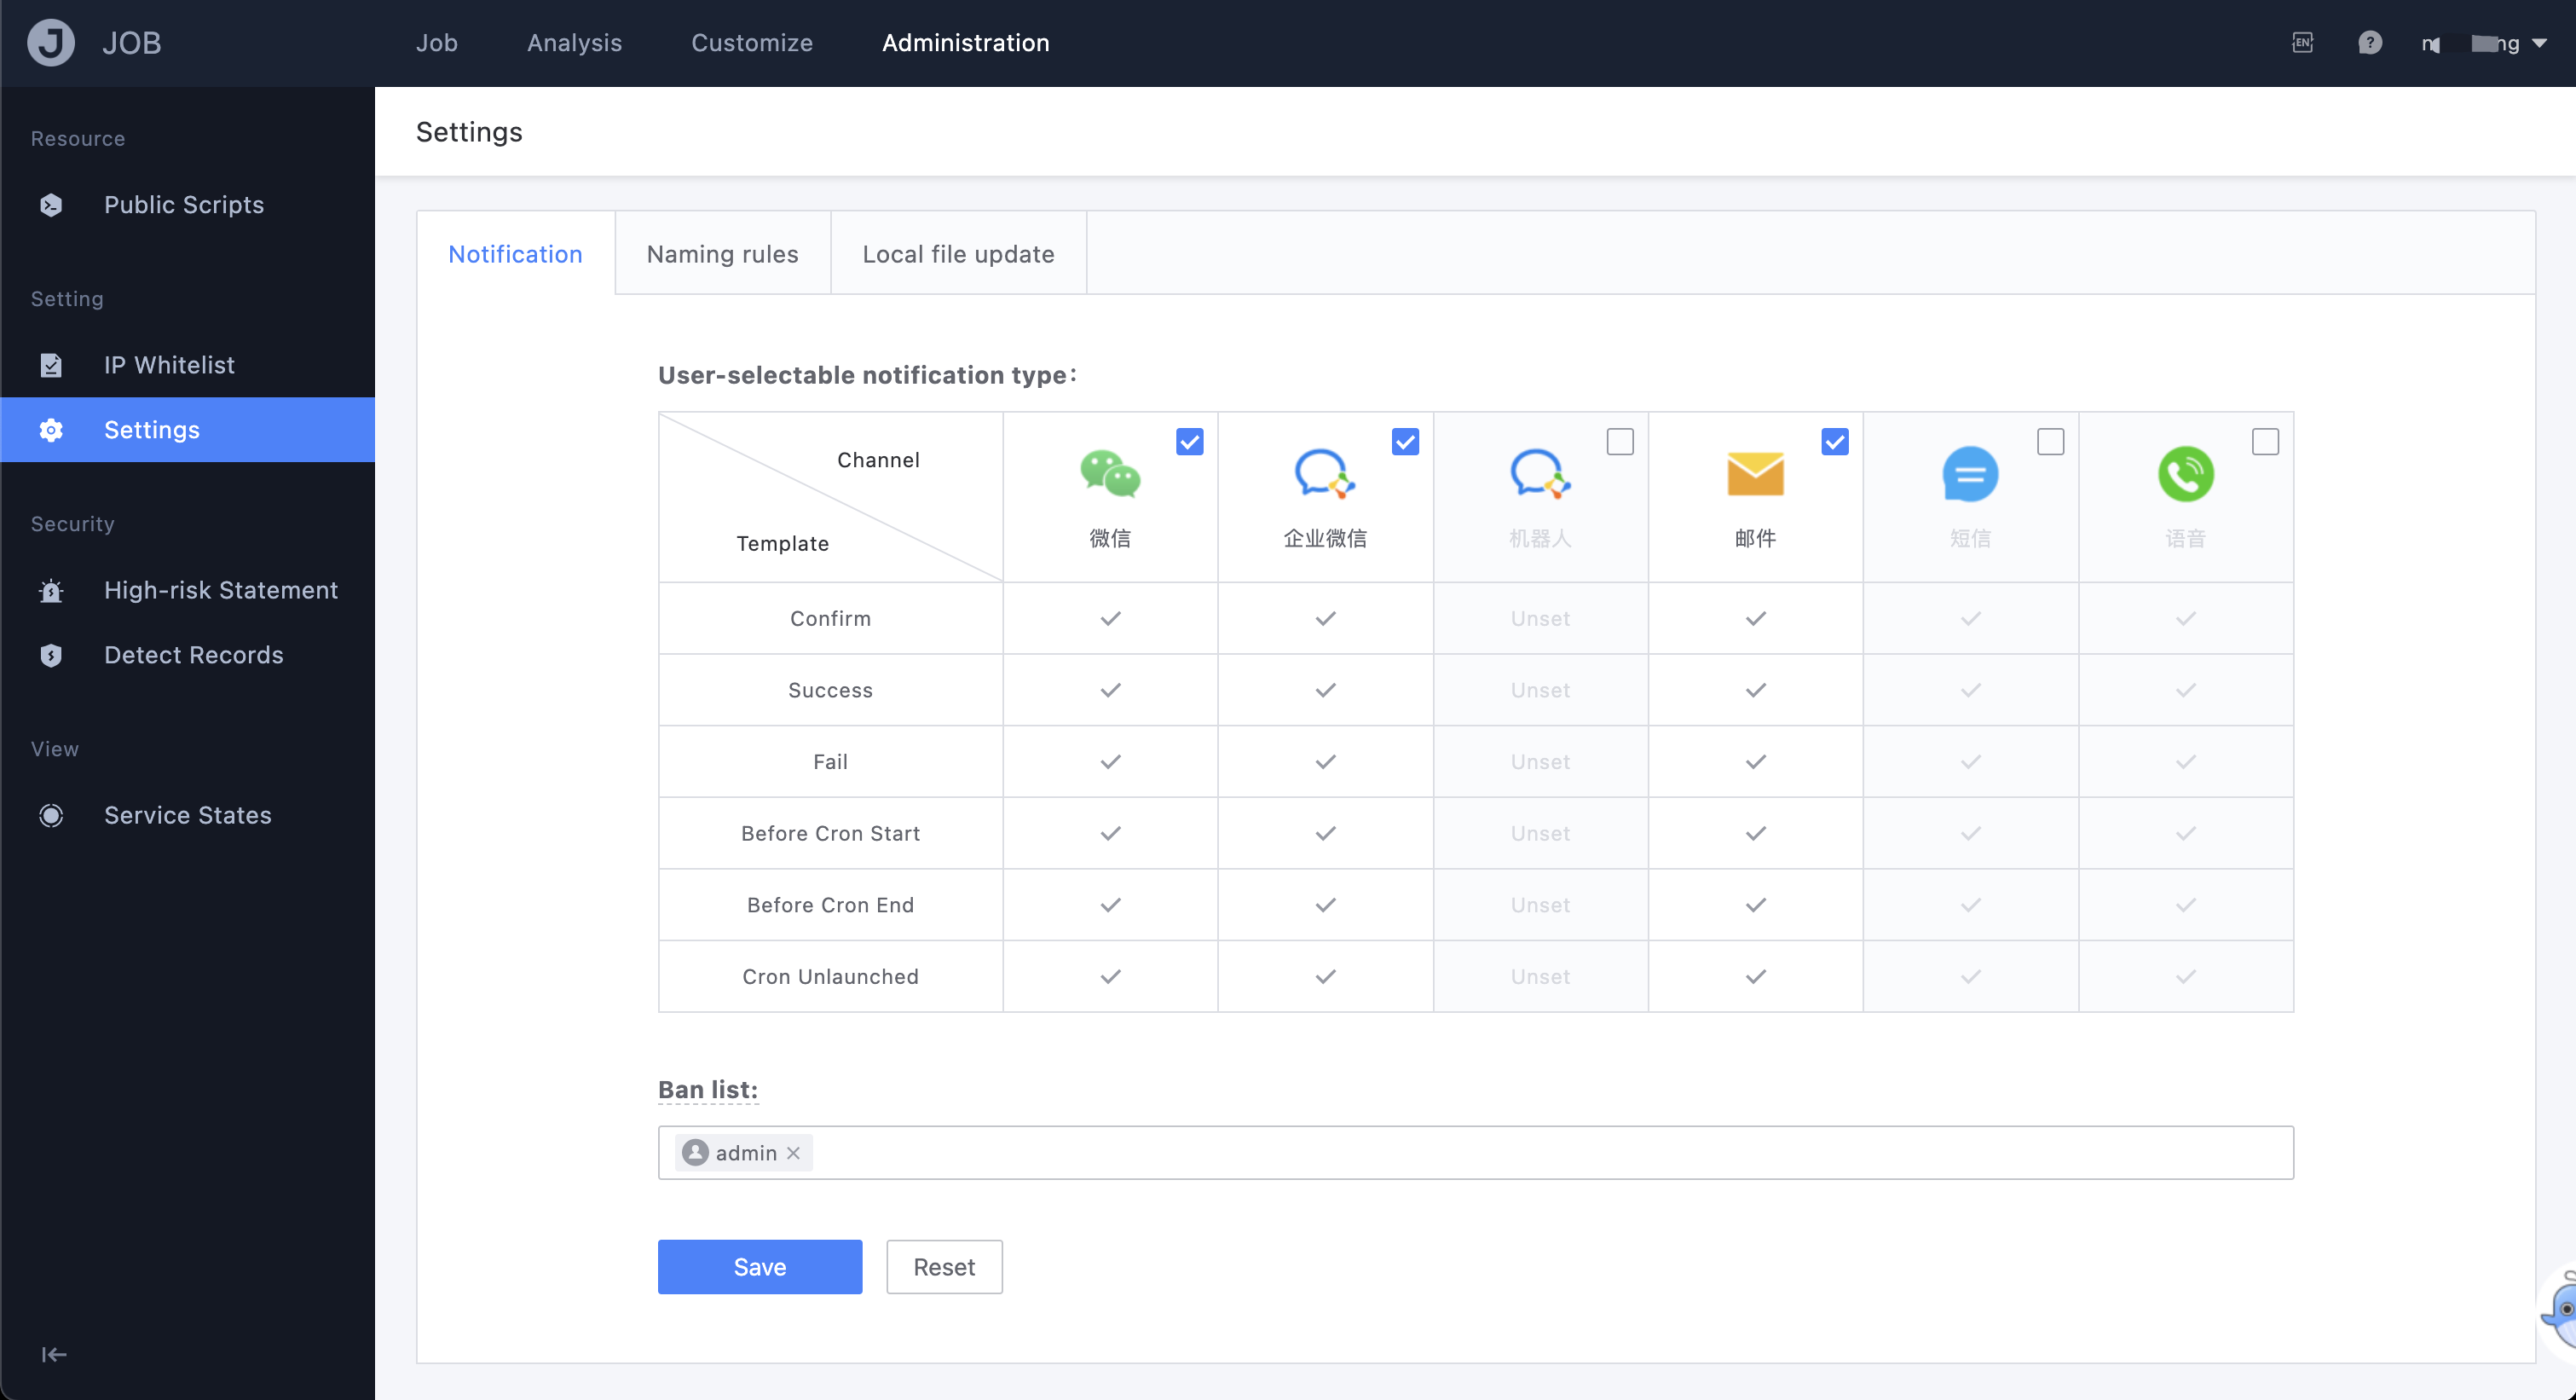 J JOB Job Analysis Customize Administration EN ?
Resource
Public Scripts
Setting
IP Whitelist
Settings
Security
High-risk Statement
Detect Records
View
Service States
Settings
Notification Naming rules Local file update
User-selectable notification type:
Channel
Template
微信 企业微信 机器人 邮件 短信 语音
Confirm Unset
Success Unset
Fail Unset
Before Cron Start Unset
Before Cron End Unset
Cron Unlaunched Unset
Ban list:
admin
Save Reset